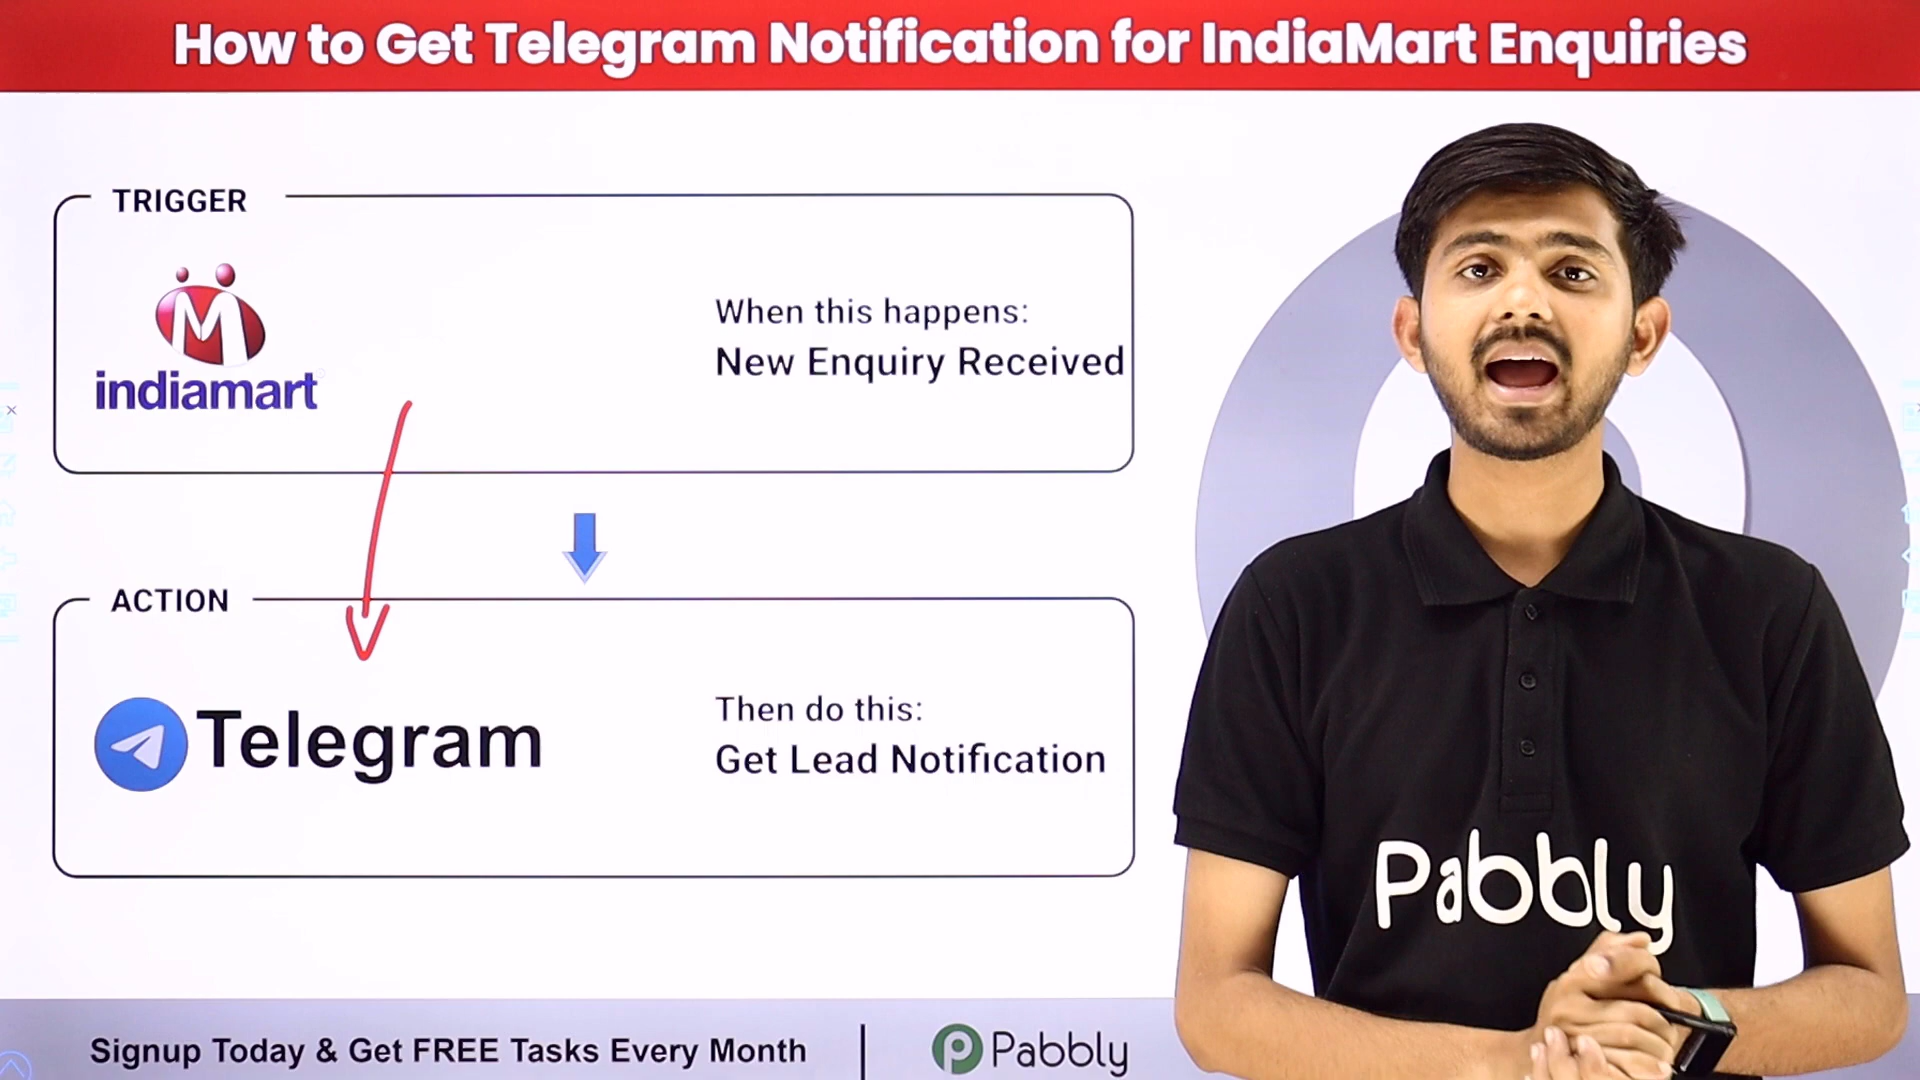 How to Get Telegram Notification for IndiaMart Enquiries
TRIGGER
indiamart
When this happens:
New Enquiry Received
ACTION
Telegram
Then do this:
Get Lead Notification
Pabbly
Signup Today & Get FREE Tasks Every Month
Pabbly